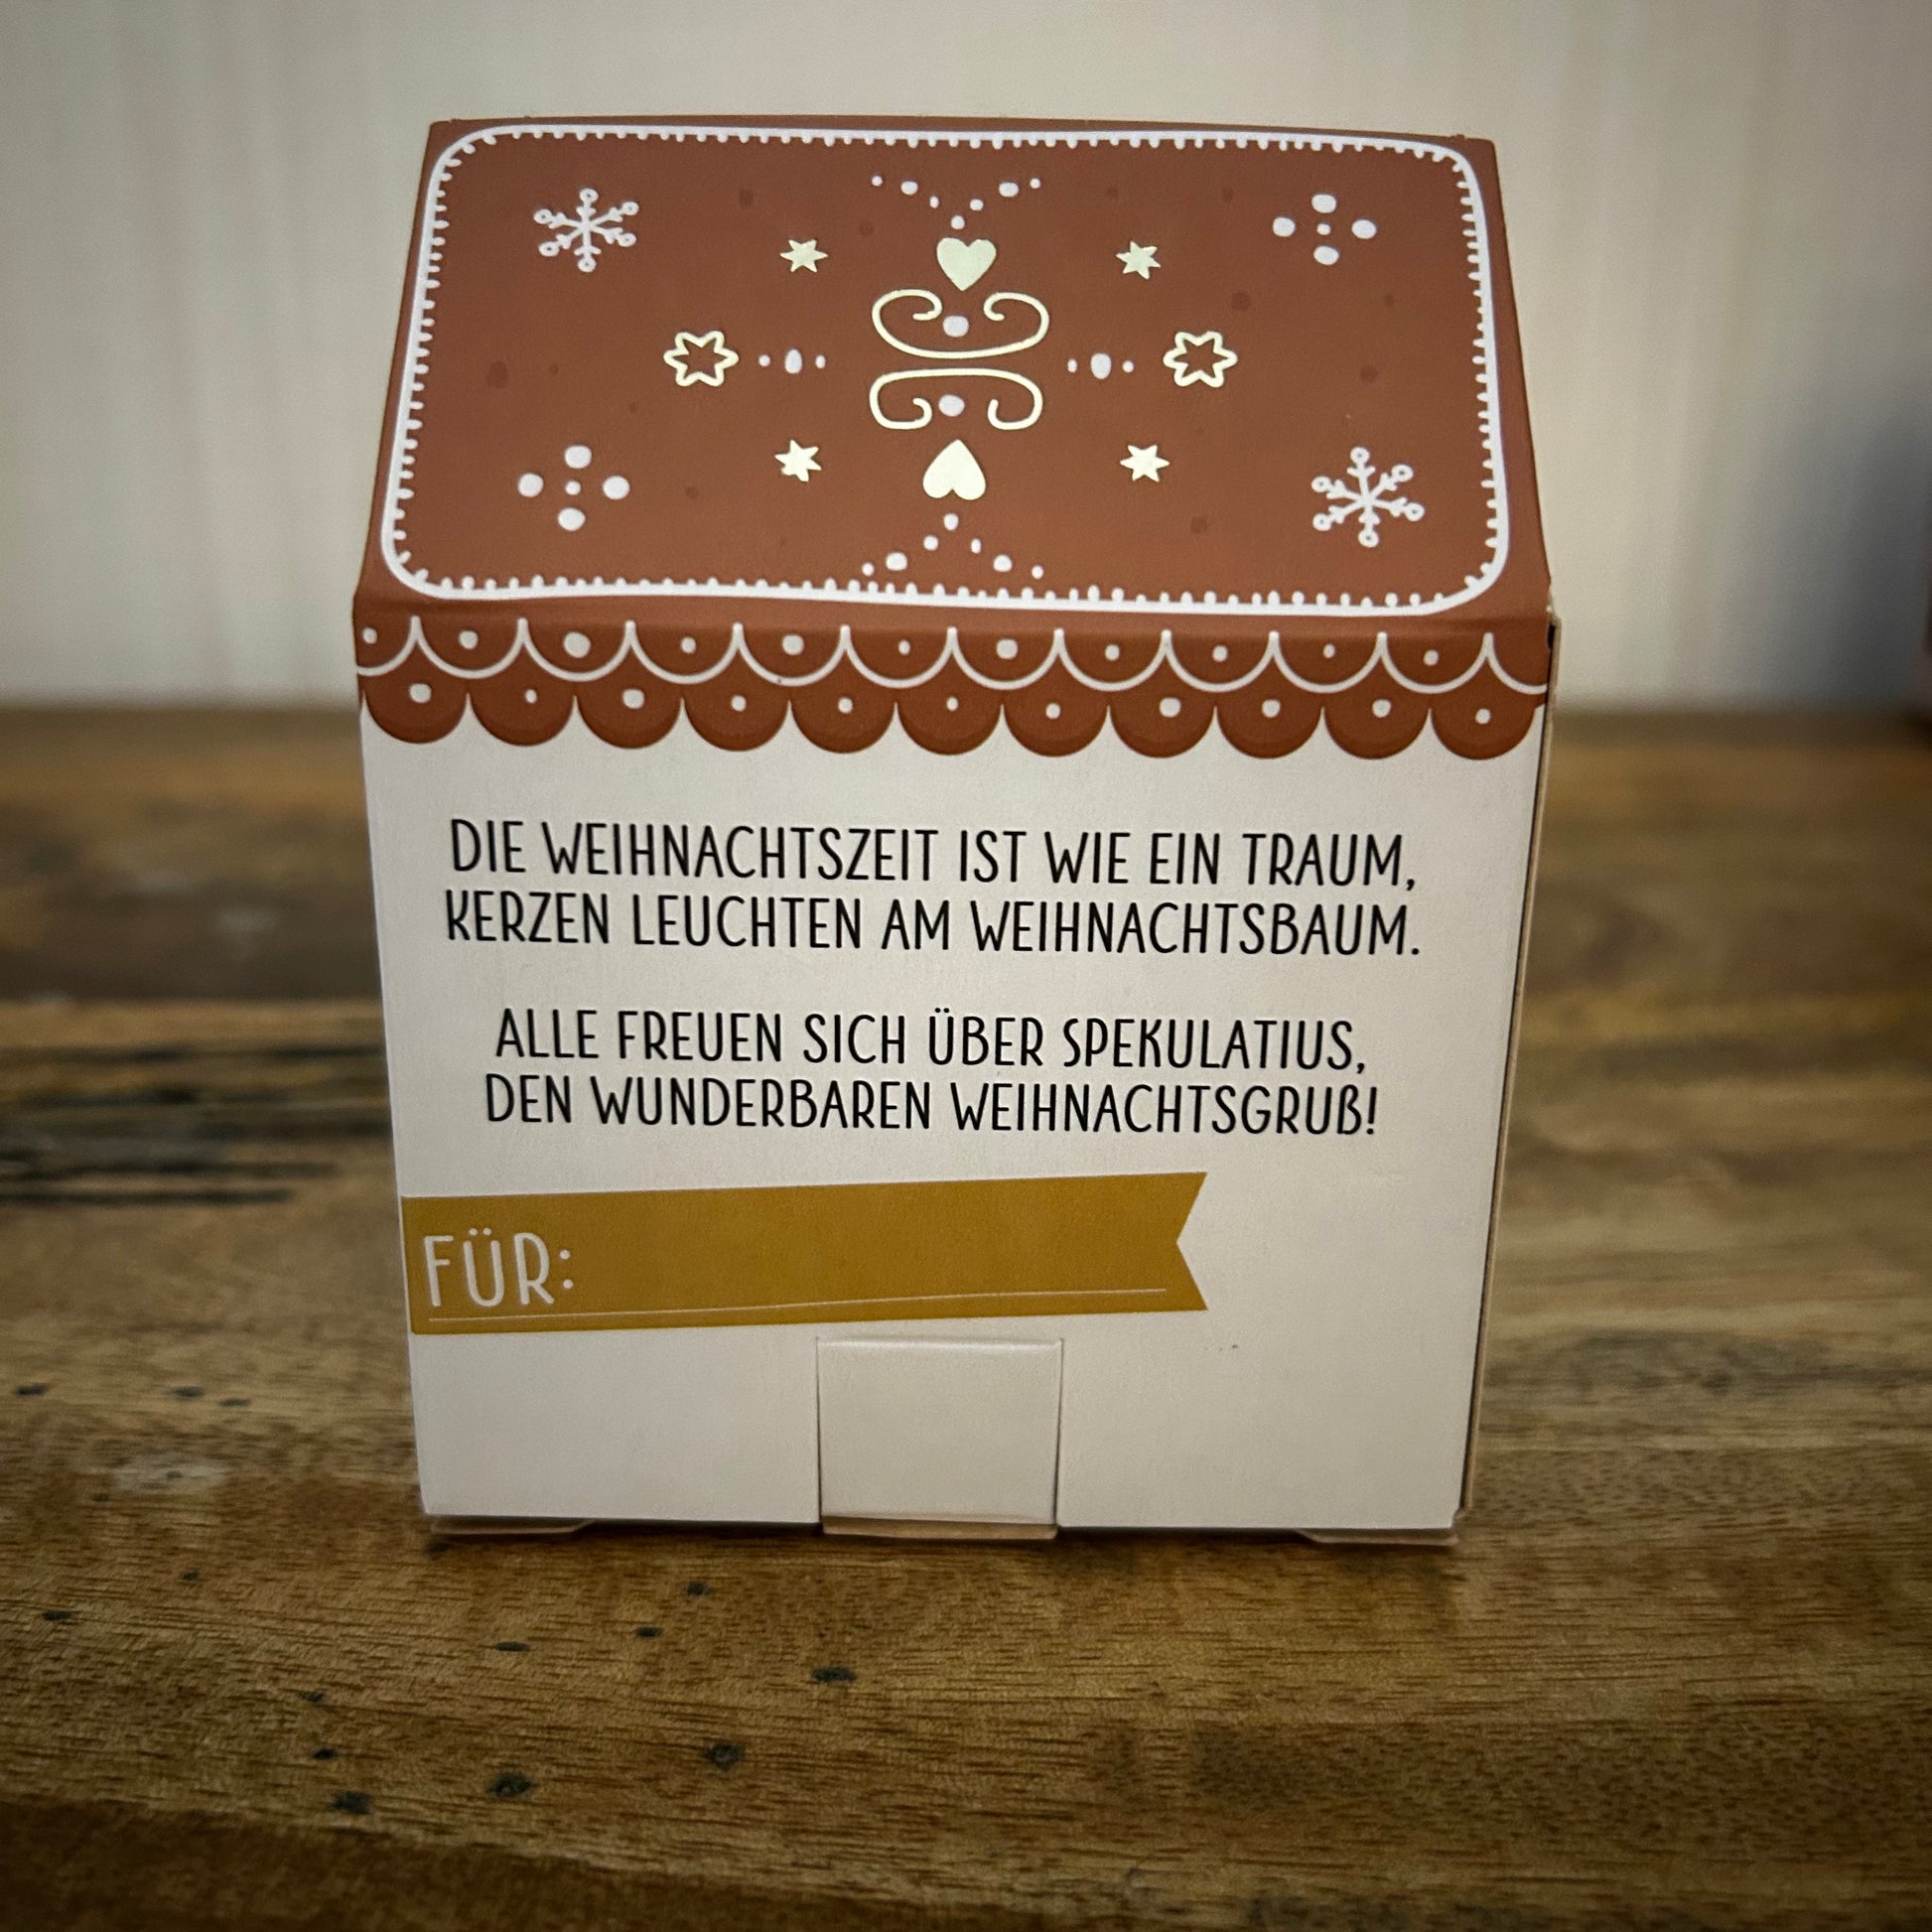 DIE WEIHNACHTSZEIT IST WIE EIN TRAUM,
KERZEN LEUCHTEN AM WEIHNACHTSBAUM.
ALLE FREUEN SICH ÜBER SPEKULATIUS,
DEN WUNDERBAREN WEIHNACHTSGRUß!
FÜR: